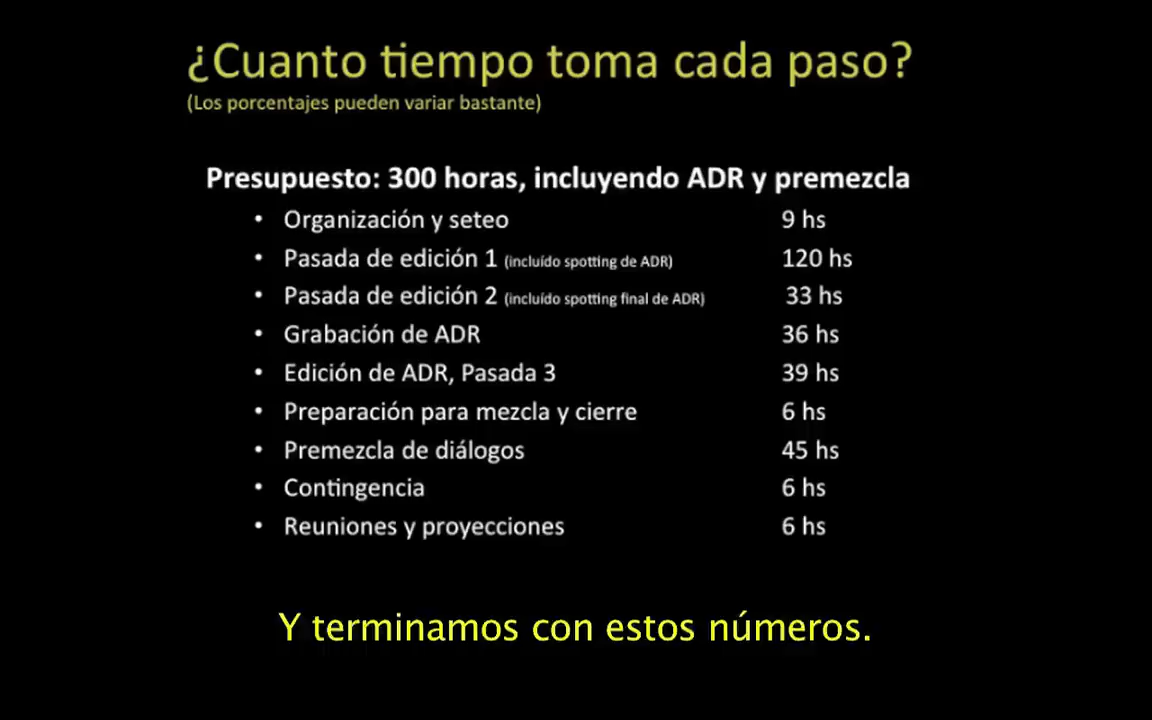 ¿Cuanto tiempo toma cada paso?
(Los porcentajes pueden variar bastante)
Presupuesto: 300 horas, incluyendo ADR y premezcla
• Organización y seteo 9 hs
• Pasada de edición 1 (incluído spotting de ADR) 120 hs
• Pasada de edición 2 (incluído spotting final de ADR) 33 hs
• Grabación de ADR 36 hs
• Edición de ADR, Pasada 3 39 hs
• Preparación para mezcla y cierre 6 hs
• Premezcla de diálogos 45 hs
• Contingencia 6 hs
• Reuniones y proyecciones 6 hs
Y terminamos con estos números.